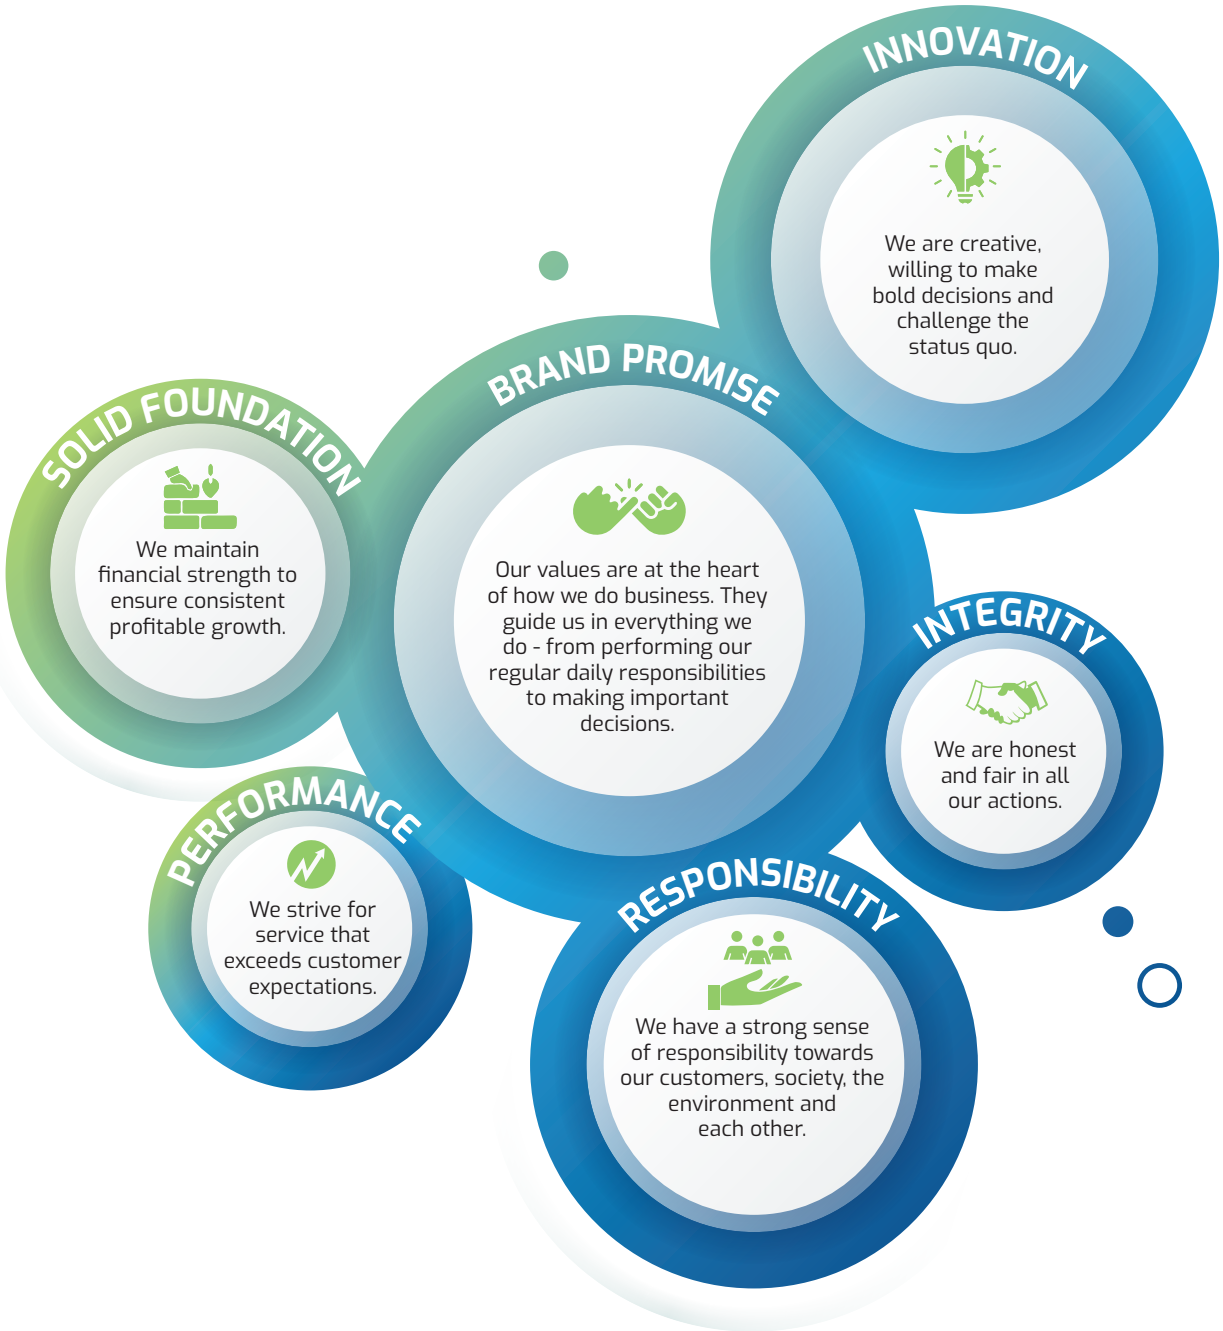 INNOVATION
We are creative,
willing to make
bold decisions and
challenge the
status quo.
BRAND PROMISE
Our values are at the heart
of how we do business. They
guide us in everything we
do - from performing our
regular daily responsibilities
to making important
decisions.
SOLID FOUNDATION
We maintain
financial strength to
ensure consistent
profitable growth.
INTEGRITY
We are honest
and fair in all
our actions.
PERFORMANCE
We strive for
service that
exceeds customer
expectations.
RESPONSIBILITY
We have a strong sense
of responsibility towards
our customers, society, the
environment and
each other.